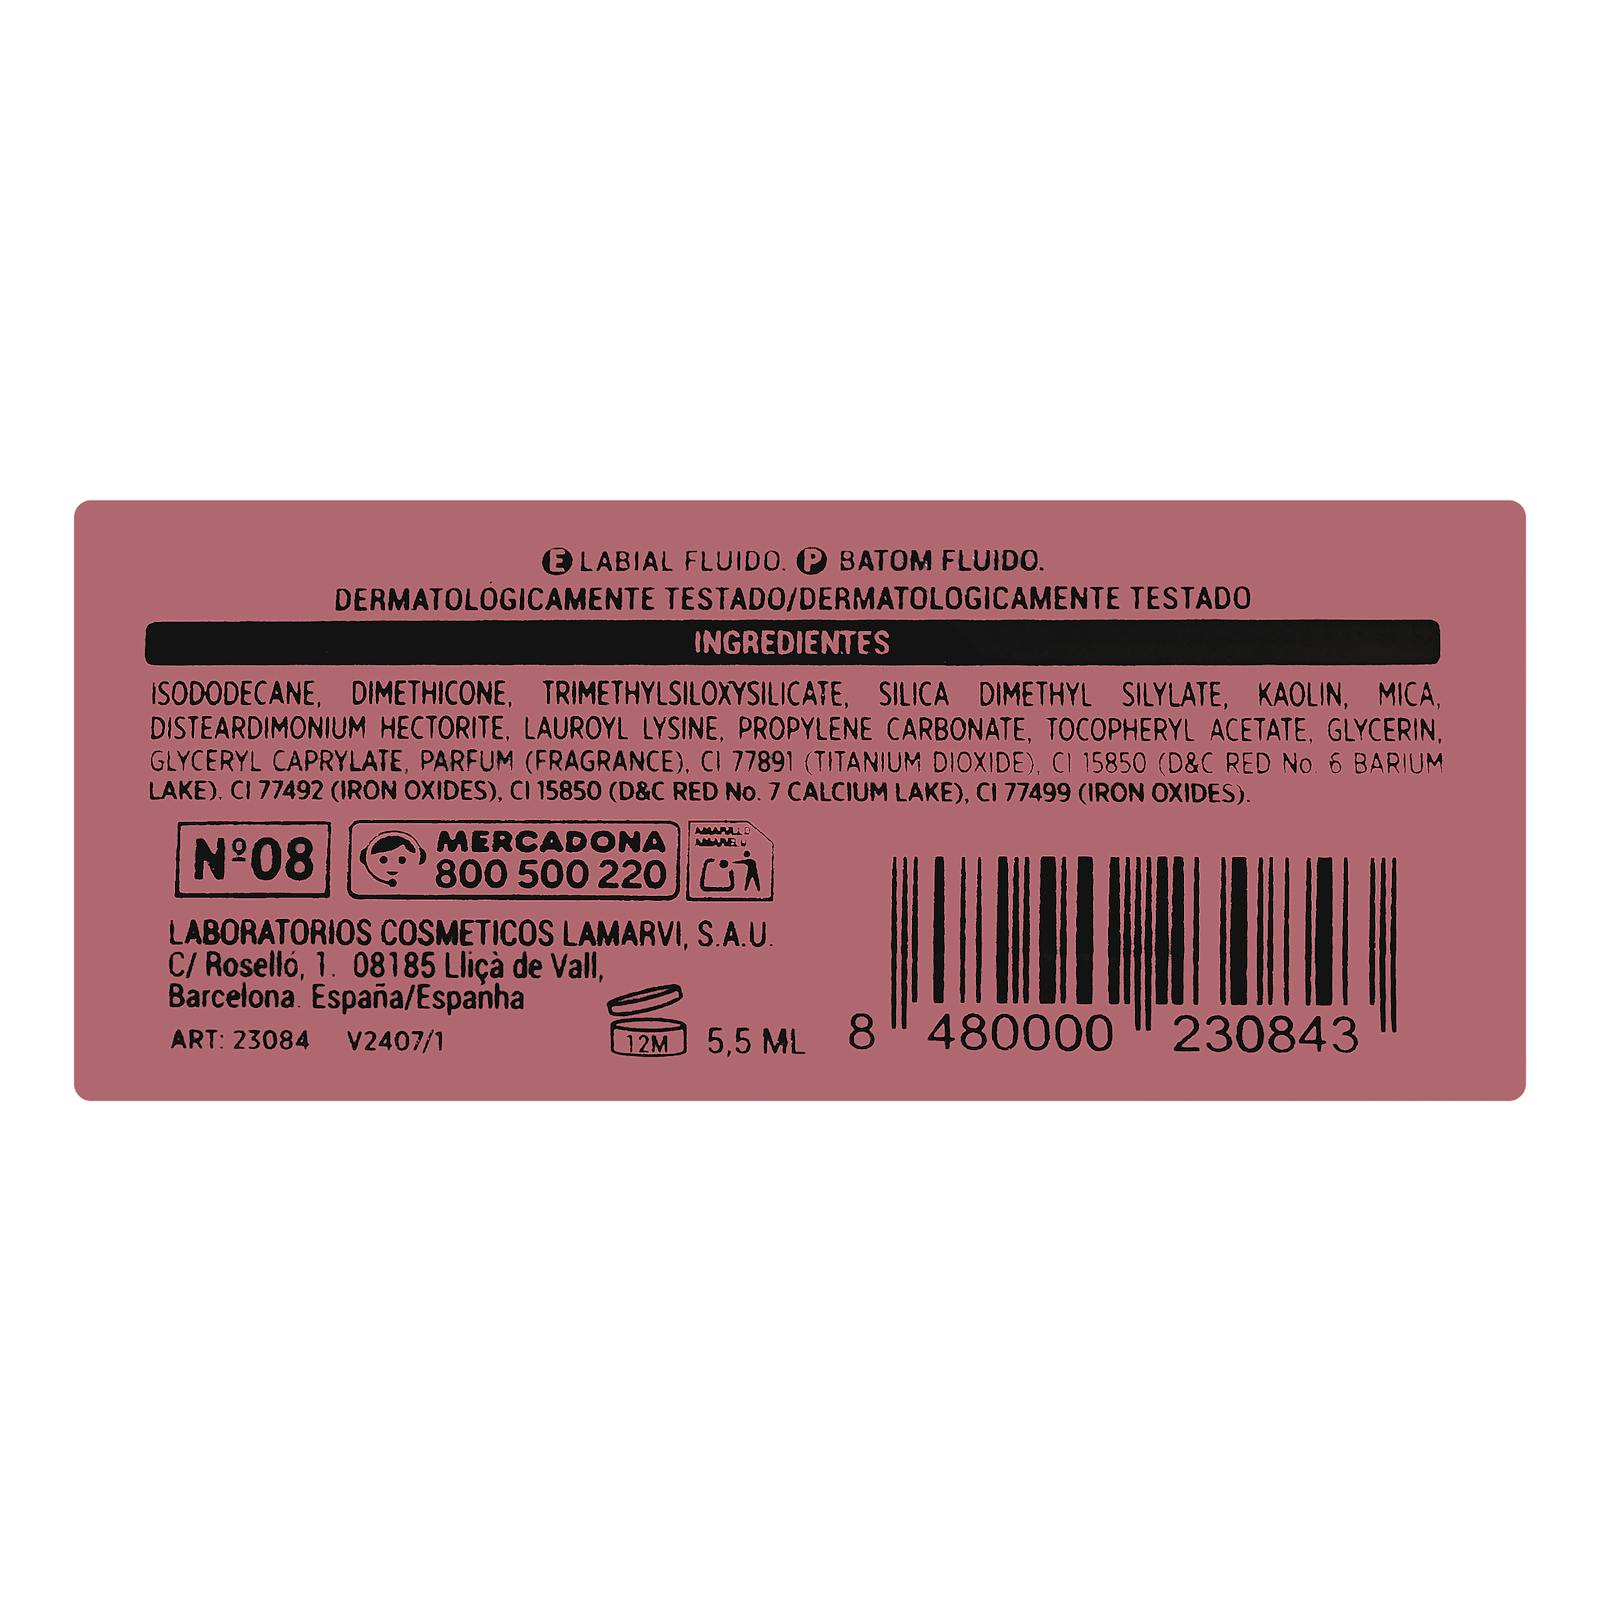 E LABIAL FLUIDO. P BATOM FLUIDO.
DERMATOLÓGICAMENTE TESTADO/DERMATOLOGICAMENTE TESTADO
INGREDIENTES
ISODODECANE, DIMETHICONE, TRIMETHYLSILOXYSILICATE, SILICA DIMETHYL SILYLATE, KAOLIN, MICA,
DISTEARDIMONIUM HECTORITE, LAUROYL LYSINE, PROPYLENE CARBONATE, TOCOPHERYL ACETATE, GLYCERIN,
GLYCERYL CAPRYLATE, PARFUM (FRAGRANCE), CI 77891 (TITANIUM DIOXIDE), CI 15850 (D&C RED No. 6 BARIUM
LAKE). CI 77492 (IRON OXIDES), CI 15850 (D&C RED No. 7 CALCIUM LAKE), CI 77499 (IRON OXIDES).
Nº08
MERCADONA
800 500 220
AMARILLO
AMARELO
LABORATORIOS COSMETICOS LAMARVI, S.A.U.
C/ Roselló, 1. 08185 Lliçà de Vall,
Barcelona. España/Espanha
ART: 23084 V2407/1
12M
5,5 ML
8 480000 230843